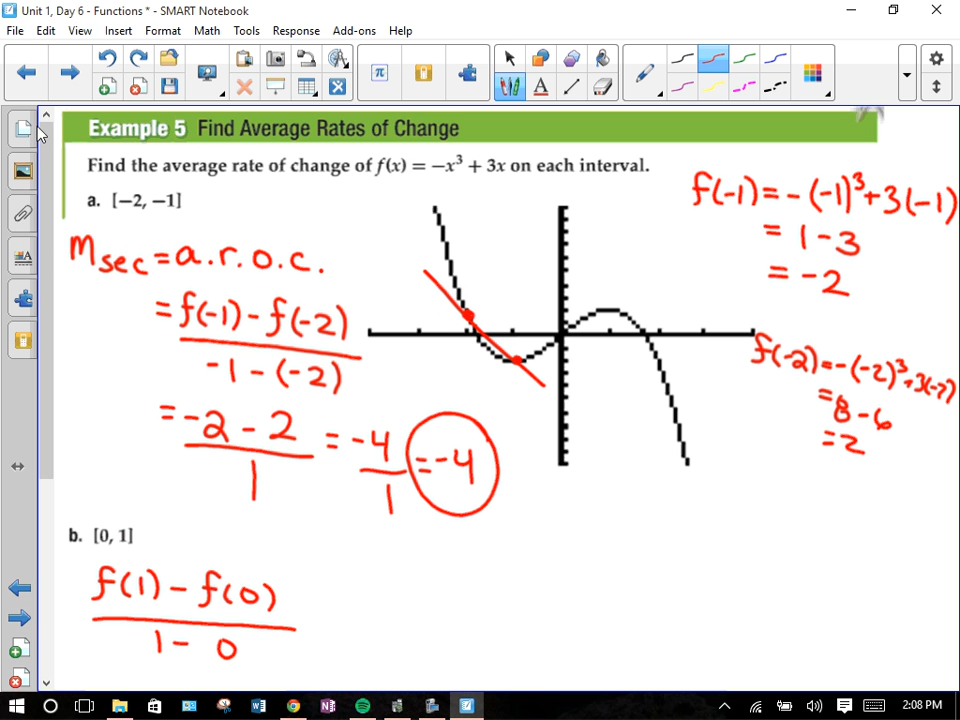 Unit 1, Day 6 - Functions * - SMART Notebook
File Edit View Insert Format Math Tools Response Add-ons Help
Example 5 Find Average Rates of Change
Find the average rate of change of f(x) = −x³ + 3x on each interval.
a. [−2, −1]
m sec = a.r.o.c.
= f(-1) - f(-2)
-1 - (-2)
= -2 - 2 = -4 = -4
1 1
f(-1) = -(-1)³ + 3(-1)
= 1 - 3
= -2
f(-2) = -(-2)³ + 3(-2)
= 8 - 6
= 2
b. [0, 1]
f(1) - f(0)
1 - 0
2:08 PM